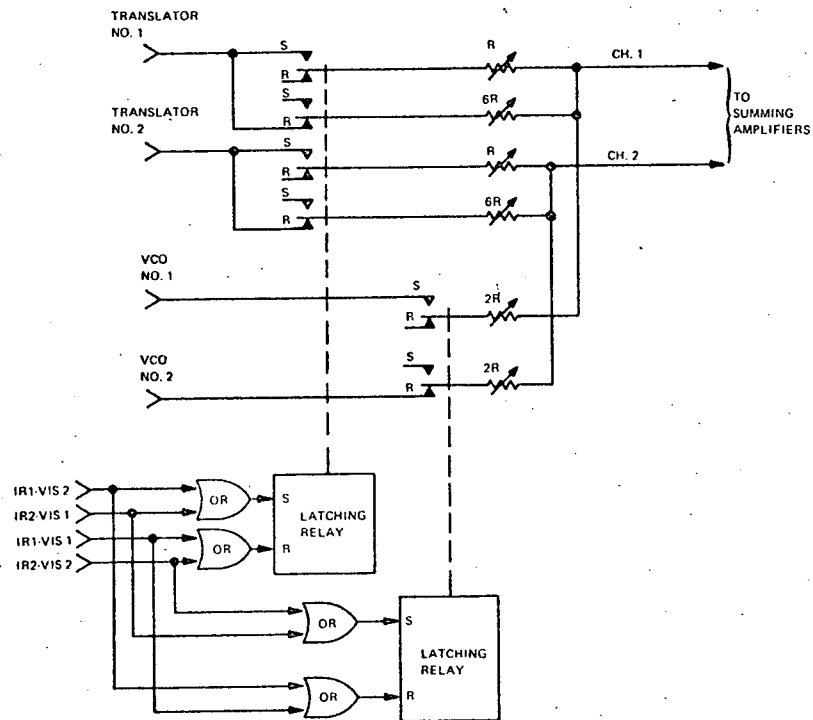 TRANSLATOR
NO. 1
S
R
R
CH. 1
S
R
6R
TO
SUMMING
AMPLIFIERS
TRANSLATOR
NO. 2
S
R
R
CH. 2
S
R
6R
VCO
NO. 1
S
R
2R
VCO
NO. 2
S
R
2R
IR1-VIS 2
IR2-VIS 1
IR1-VIS 1
IR2-VIS 2
OR
OR
S
R
LATCHING
RELAY
OR
OR
S
R
LATCHING
RELAY